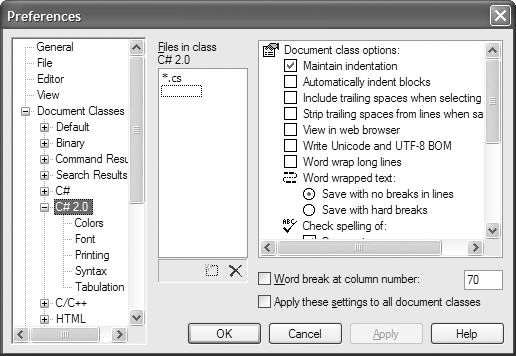 Preferences
General
File
Editor
View
Document Classes
Default
Binary
Command Resu
Search Results
C#
C# 2.0
Colors
Font
Printing
Syntax
Tabulation
C/C++
HTML
Files in class
C# 2.0
*.cs
Document class options:
Maintain indentation
Automatically indent blocks
Include trailing spaces when selecting
Strip trailing spaces from lines when sa
View in web browser
Write Unicode and UTF-8 BOM
Word wrap long lines
Word wrapped text:
Save with no breaks in lines
Save with hard breaks
ABC
Check spelling of:
Word break at column number:
70
Apply these settings to all document classes
OK
Cancel
Apply
Help